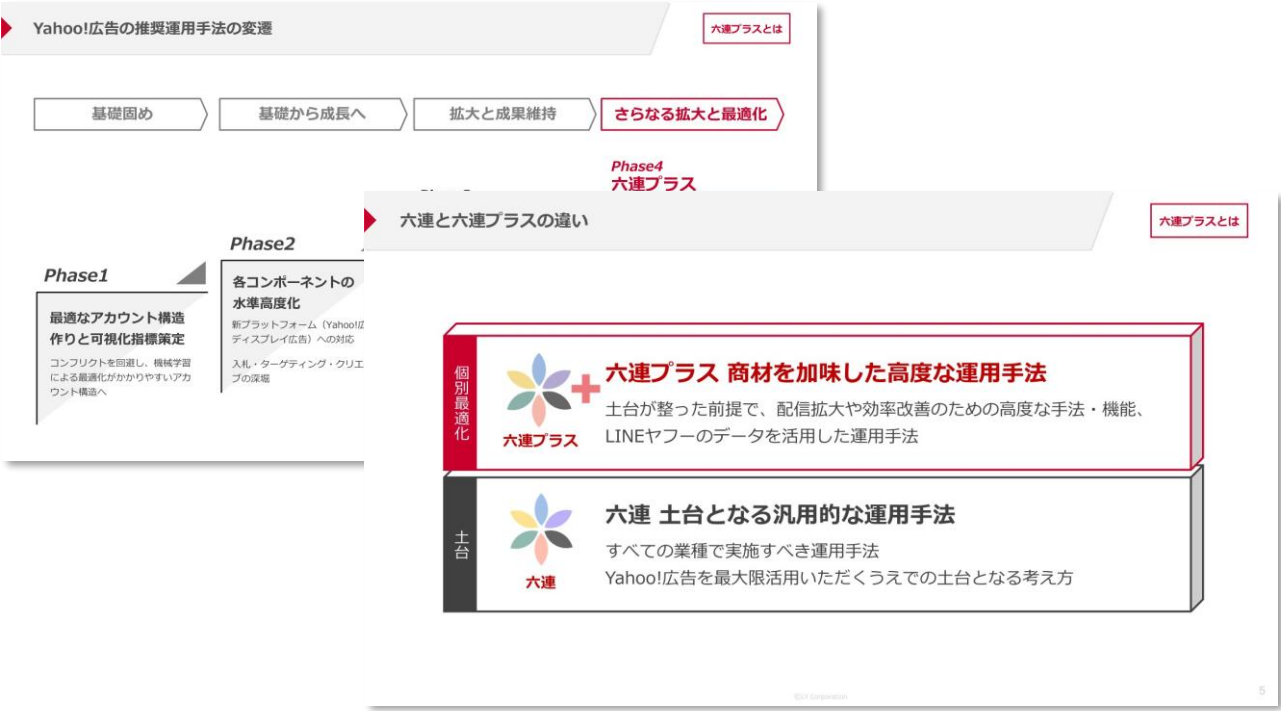 Yahoo!広告の推奨運用手法の変遷
六連プラスとは
基礎固め
基礎から成長へ
拡大と成果維持
さらなる拡大と最適化
Phase4
六連プラス
Phase2
各コンポーネントの
水準高度化
新プラットフォーム（Yahoo!広
ディスプレイ広告）への対応
入札・ターゲティング・クリエ
ブの深堀
Phase1
最適なアカウント構造
作りと可視化指標策定
コンフリクトを回避し、機械学習
による最適化がかかりやすいアカ
ウント構造へ
六連と六連プラスの違い
六連プラスとは
個別最適化
六連プラス
六連プラス 商材を加味した高度な運用手法
土台が整った前提で、配信拡大や効率改善のための高度な手法・機能、
LINEヤフーのデータを活用した運用手法
土台
六連
六連 土台となる汎用的な運用手法
すべての業種で実施すべき運用手法
Yahoo!広告を最大限活用いただくうえでの土台となる考え方
©LY Corporation
5